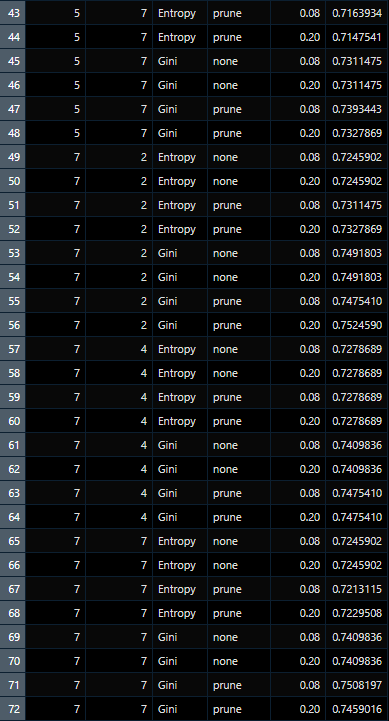 43 5 7 Entropy prune 0.08 0.7163934
44 5 7 Entropy prune 0.20 0.7147541
45 5 7 Gini none 0.08 0.7311475
46 5 7 Gini none 0.20 0.7311475
47 5 7 Gini prune 0.08 0.7393443
48 5 7 Gini prune 0.20 0.7327869
49 7 2 Entropy none 0.08 0.7245902
50 7 2 Entropy none 0.20 0.7245902
51 7 2 Entropy prune 0.08 0.7311475
52 7 2 Entropy prune 0.20 0.7327869
53 7 2 Gini none 0.08 0.7491803
54 7 2 Gini none 0.20 0.7491803
55 7 2 Gini prune 0.08 0.7475410
56 7 2 Gini prune 0.20 0.7524590
57 7 4 Entropy none 0.08 0.7278689
58 7 4 Entropy none 0.20 0.7278689
59 7 4 Entropy prune 0.08 0.7278689
60 7 4 Entropy prune 0.20 0.7278689
61 7 4 Gini none 0.08 0.7409836
62 7 4 Gini none 0.20 0.7409836
63 7 4 Gini prune 0.08 0.7475410
64 7 4 Gini prune 0.20 0.7475410
65 7 7 Entropy none 0.08 0.7245902
66 7 7 Entropy none 0.20 0.7245902
67 7 7 Entropy prune 0.08 0.7213115
68 7 7 Entropy prune 0.20 0.7229508
69 7 7 Gini none 0.08 0.7409836
70 7 7 Gini none 0.20 0.7409836
71 7 7 Gini prune 0.08 0.7508197
72 7 7 Gini prune 0.20 0.7459016